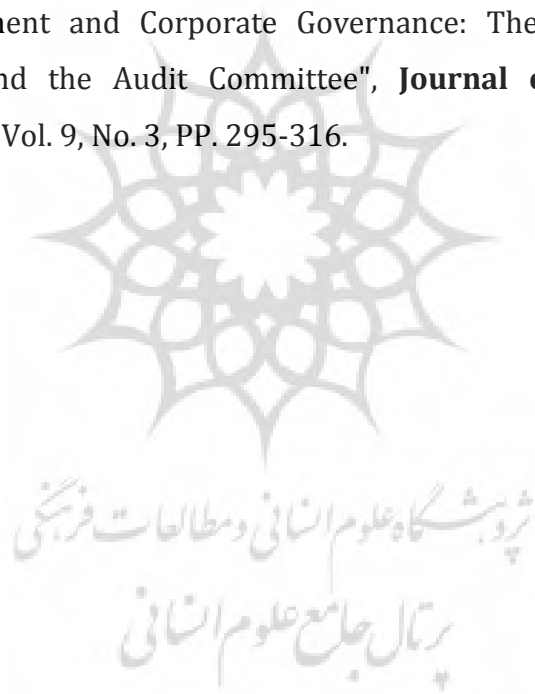 nent and Corporate Governance: The
nd the Audit Committee", Journal
Vol. 9, No. 3, PP. 295-316.
پژوهشگاه علوم انسانی و مطالعات فرهنگی
پرتال جامع علوم انسانی